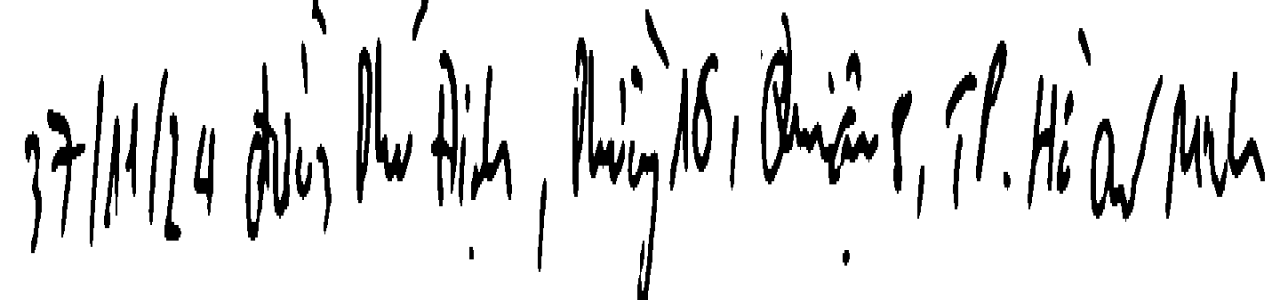 37/11/24 đường Phú Định, Phường 16, Quận 8, TP. Hồ Chí Minh